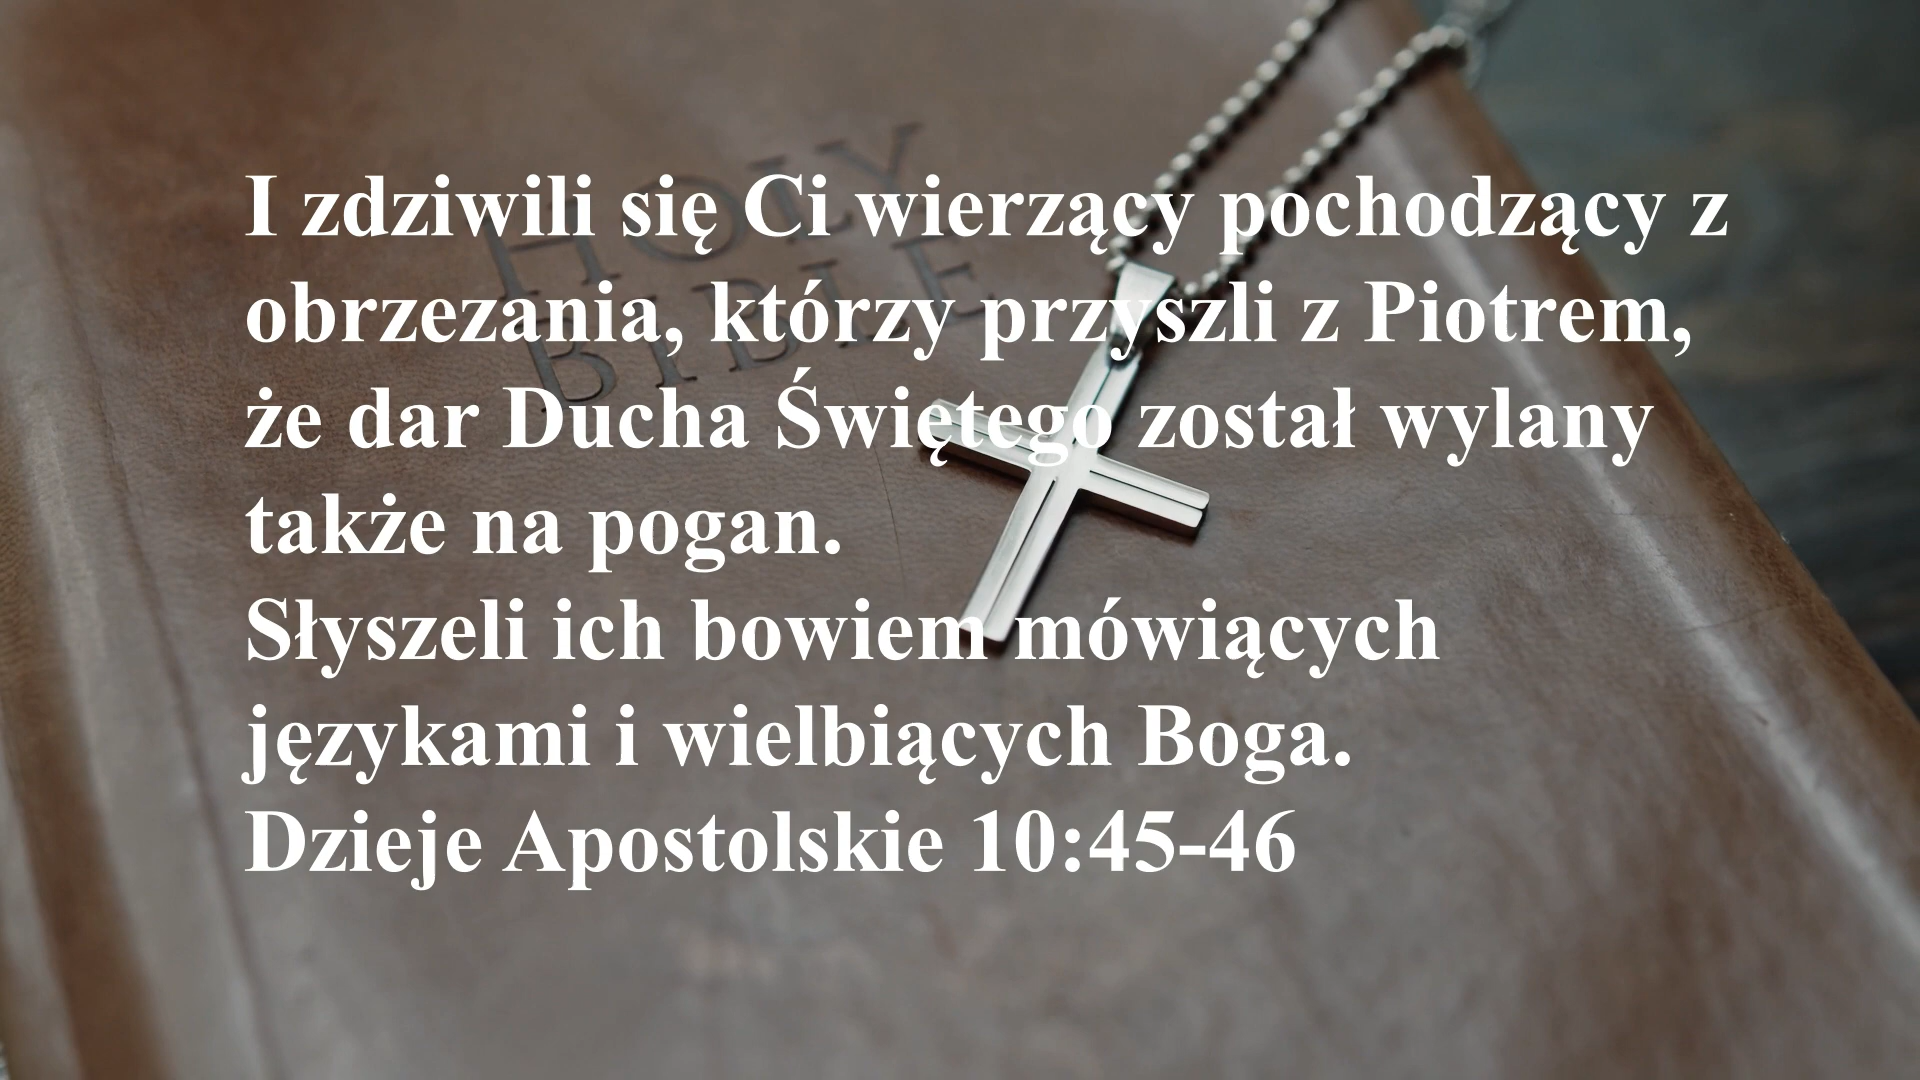 HOLY
BIBLE
I zdziwili się Ci wierzący pochodzący z
obrzezania, którzy przyszli z Piotrem,
że dar Ducha Świętego został wylany
także na pogan.
Słyszeli ich bowiem mówiących
językami i wielbiących Boga.
Dzieje Apostolskie 10:45-46